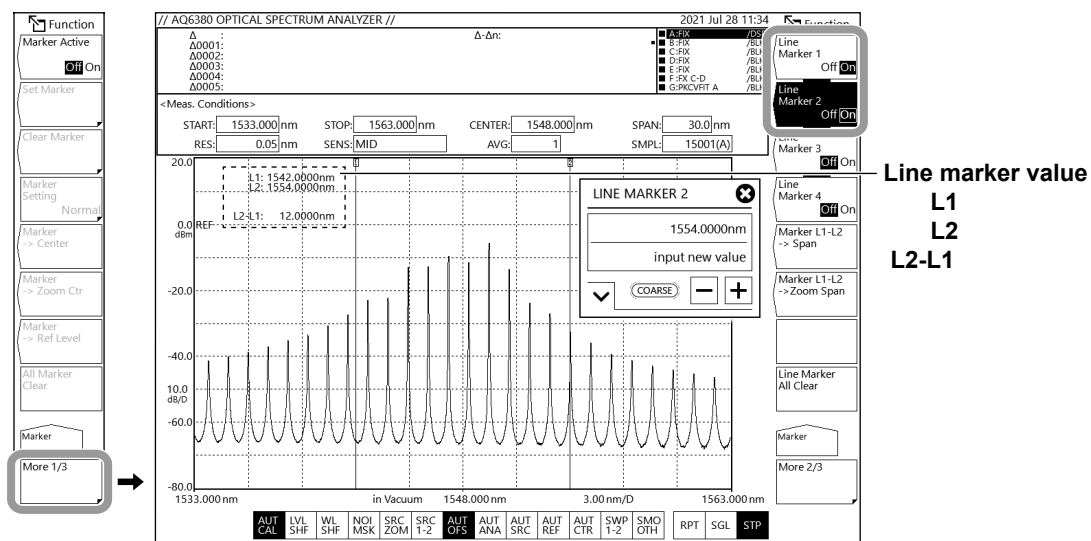 Function
Marker Active
Off On
Set Marker
Clear Marker
Marker
Setting
Normal
Marker
-> Center
Marker
-> Zoom Ctr
Marker
-> Ref Level
All Marker
Clear
Marker
More 1/3
// AQ6380 OPTICAL SPECTRUM ANALYZER // 2021 Jul 28 11:34
Δ : Δ-Δn:
Δ0001:
Δ0002:
Δ0003:
Δ0004:
Δ0005:
A:FIX /DSP
B:FIX /BLK
C:FIX /BLK
D:FIX /BLK
E:FIX /BLK
F:FX C-D /BLK
G:PKCVFIT A /BLK
<Meas. Conditions>
START: 1533.000 nm STOP: 1563.000 nm CENTER: 1548.000 nm SPAN: 30.0 nm
RES: 0.05 nm SENS: MID AVG: 1 SMPL: 15001(A)
20.0
1
2
L1: 1542.0000nm
L2: 1554.0000nm
L2-L1: 12.0000nm
0.0 REF
dBm
-20.0
-40.0
10.0
dB/D
-60.0
-80.0
LINE MARKER 2
1554.0000nm
input new value
COARSE
1533.000 nm in Vacuum 1548.000 nm 3.00 nm/D 1563.000 nm
AUT CAL LVL SHF WL SHF NOI MSK SRC ZOM SRC 1-2 AUT OFS AUT ANA AUT SRC AUT REF AUT CTR SWP 1-2 SMO OTH RPT SGL STP
Function
Line
Marker 1
Off On
Line
Marker 2
Off On
Line
Marker 3
Off On
Line
Marker 4
Off On
Marker L1-L2
-> Span
Marker L1-L2
->Zoom Span
Line Marker
All Clear
Marker
More 2/3
Line marker value
L1
L2
L2-L1